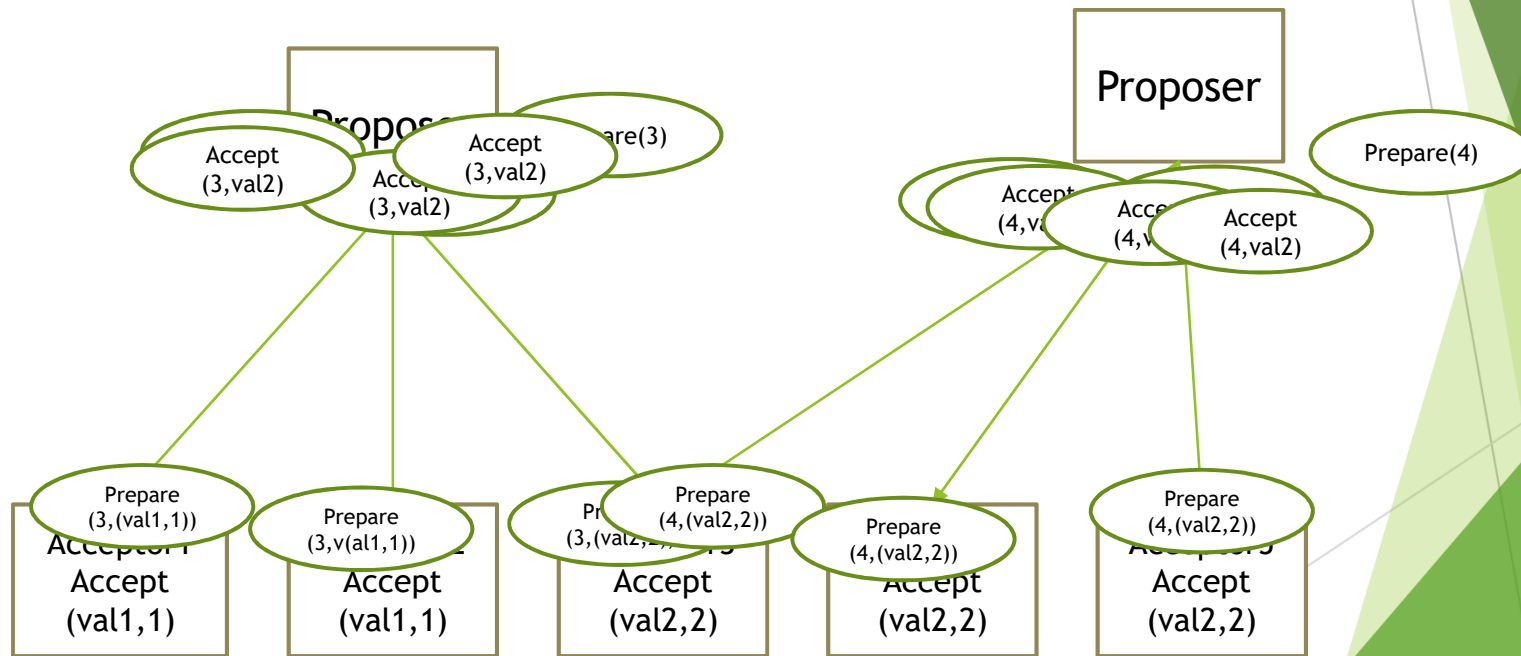 Proposer
Accept
(3,val2)
Accept
(3,val2)
(3,val2)
Proposer
Prepare(4)
Accept
Accept
(4,val2)
Prepare
(3,(val1,1))
Accept
(val1,1)
Prepare
(3,v(al1,1))
Accept
(val1,1)
(3,(val2,2))
Prepare
(4,(val2,2))
Accept
(val2,2)
Prepare
(4,(val2,2))
Accept
(val2,2)
Prepare
(4,(val2,2))
Accept
(val2,2)